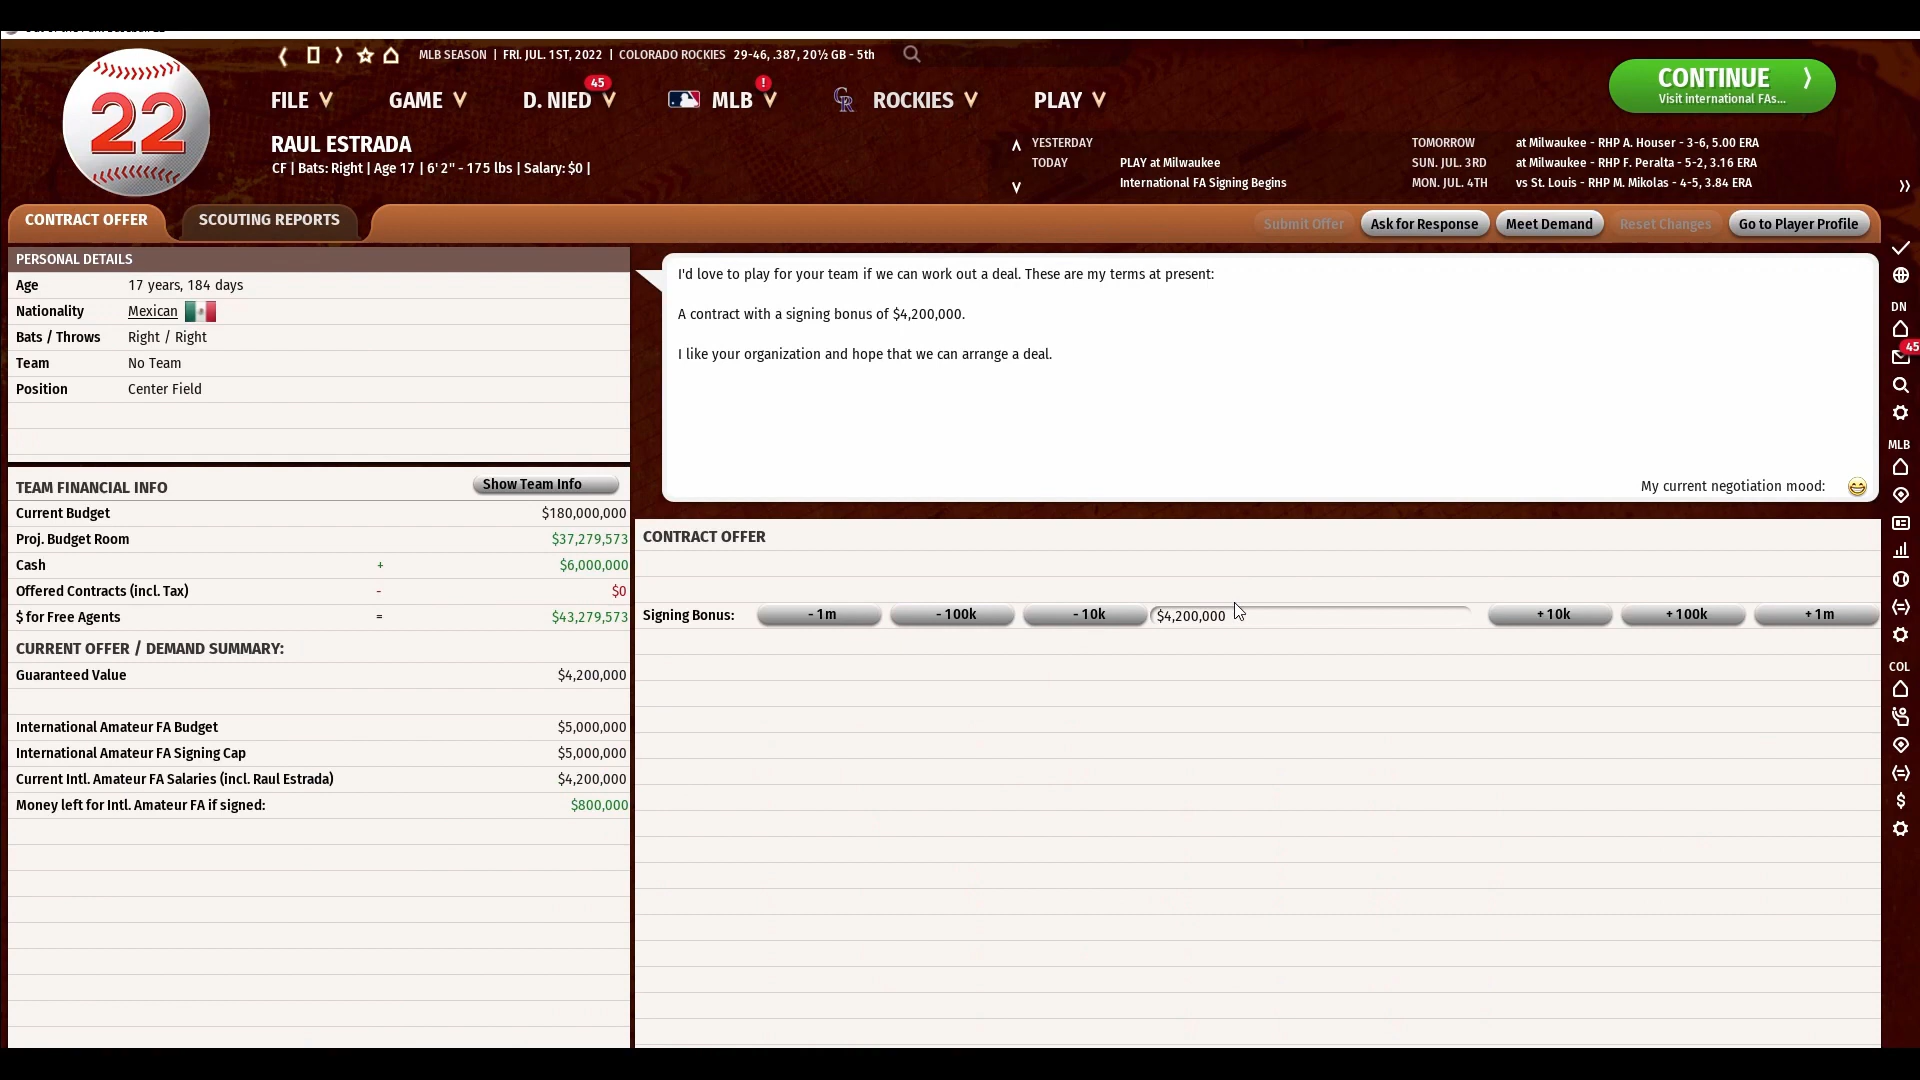 MLB SEASON | FRI. JUL. 1ST, 2022 | COLORADO ROCKIES 29-46, .387, 20½ GB - 5th
CONTINUE
Visit international FAs...
22
FILE
GAME
D. NIED
45
MLB
!
ROCKIES
PLAY
RAUL ESTRADA
CF | Bats: Right | Age 17 | 6' 2" - 175 lbs | Salary: $0 |
YESTERDAY
TODAY PLAY at Milwaukee
International FA Signing Begins
TOMORROW at Milwaukee - RHP A. Houser - 3-6, 5.00 ERA
SUN. JUL. 3RD at Milwaukee - RHP F. Peralta - 5-2, 3.16 ERA
MON. JUL. 4TH vs St. Louis - RHP M. Mikolas - 4-5, 3.84 ERA
CONTRACT OFFER
SCOUTING REPORTS
Submit Offer
Ask for Response
Meet Demand
Reset Changes
Go to Player Profile
PERSONAL DETAILS
Age 17 years, 184 days
Nationality Mexican
Bats / Throws Right / Right
Team No Team
Position Center Field
TEAM FINANCIAL INFO
Show Team Info
Current Budget $180,000,000
Proj. Budget Room $37,279,573
Cash + $6,000,000
Offered Contracts (incl. Tax) - $0
$ for Free Agents = $43,279,573
CURRENT OFFER / DEMAND SUMMARY:
Guaranteed Value $4,200,000
International Amateur FA Budget $5,000,000
International Amateur FA Signing Cap $5,000,000
Current Intl. Amateur FA Salaries (incl. Raul Estrada) $4,200,000
Money left for Intl. Amateur FA if signed: $800,000
I'd love to play for your team if we can work out a deal. These are my terms at present:
A contract with a signing bonus of $4,200,000.
I like your organization and hope that we can arrange a deal.
My current negotiation mood:
CONTRACT OFFER
Signing Bonus: - 1m - 100k - 10k $4,200,000 + 10k + 100k + 1m
DN
45
MLB
COL